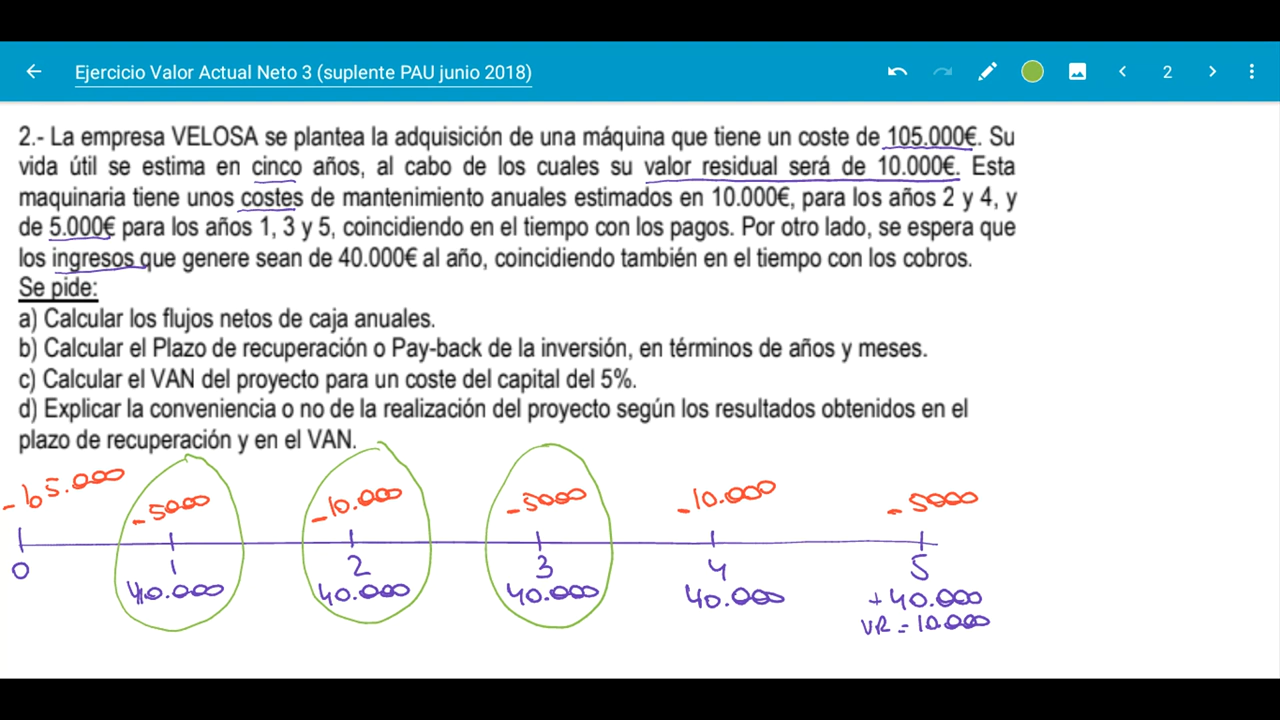 Ejercicio Valor Actual Neto 3 (suplente PAU junio 2018)
2
2.- La empresa VELOSA se plantea la adquisición de una máquina que tiene un coste de 105.000€. Su
vida útil se estima en cinco años, al cabo de los cuales su valor residual será de 10.000€. Esta
maquinaria tiene unos costes de mantenimiento anuales estimados en 10.000€, para los años 2 y 4, y
de 5.000€ para los años 1, 3 y 5, coincidiendo en el tiempo con los pagos. Por otro lado, se espera que
los ingresos que genere sean de 40.000€ al año, coincidiendo también en el tiempo con los cobros.
Se pide:
a) Calcular los flujos netos de caja anuales.
b) Calcular el Plazo de recuperación o Pay-back de la inversión, en términos de años y meses.
c) Calcular el VAN del proyecto para un coste del capital del 5%.
d) Explicar la conveniencia o no de la realización del proyecto según los resultados obtenidos en el
plazo de recuperación y en el VAN.
-105.000 -5000 -10.000 -5000 -10.000 -5000
0 1 2 3 4 5
40.000 40.000 40.000 40.000 +40.000
VR = 10.000